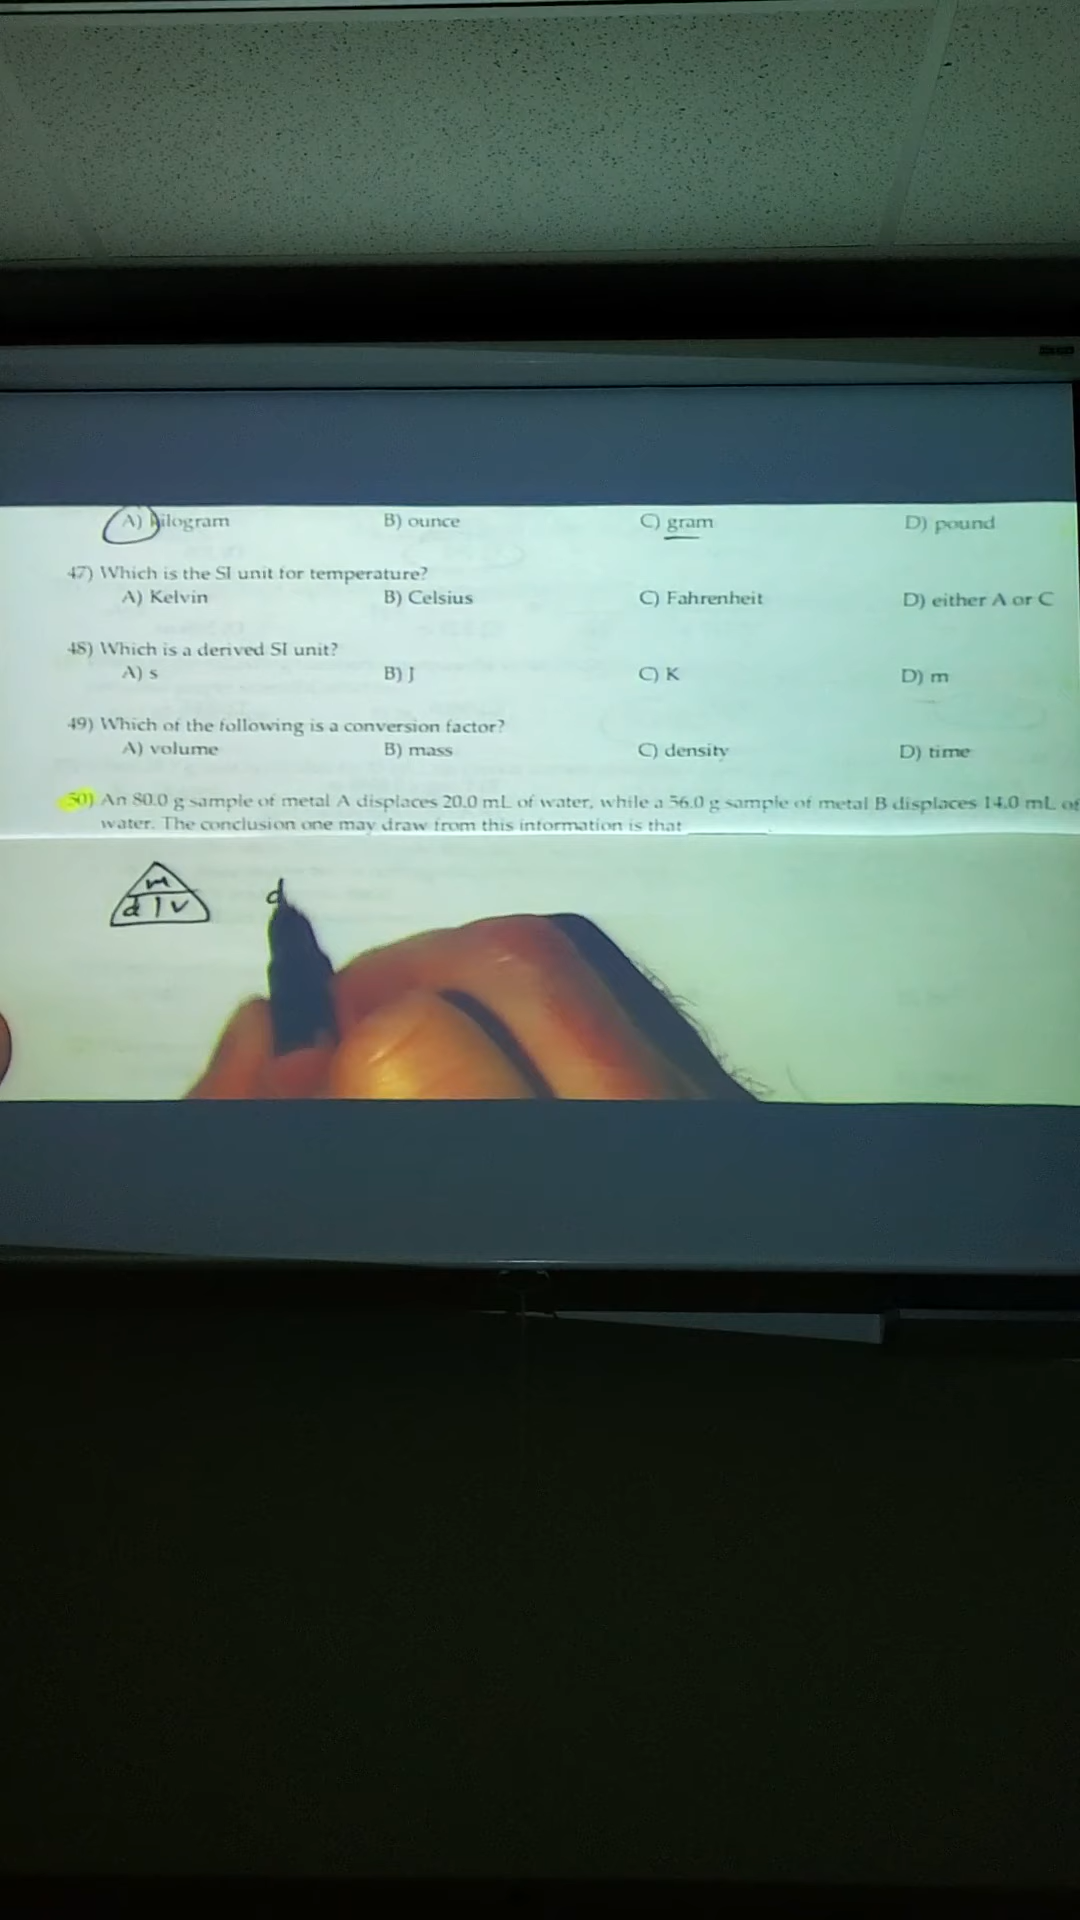 A) kilogram B) ounce C) gram D) pound
47) Which is the SI unit for temperature?
A) Kelvin B) Celsius C) Fahrenheit D) either A or C
48) Which is a derived SI unit?
A) s B) J C) K D) m
49) Which of the following is a conversion factor?
A) volume B) mass C) density D) time
50) An 80.0 g sample of metal A displaces 20.0 mL of water, while a 56.0 g sample of metal B displaces 14.0 mL of
water. The conclusion one may draw from this information is that ________.
m
d | v
d